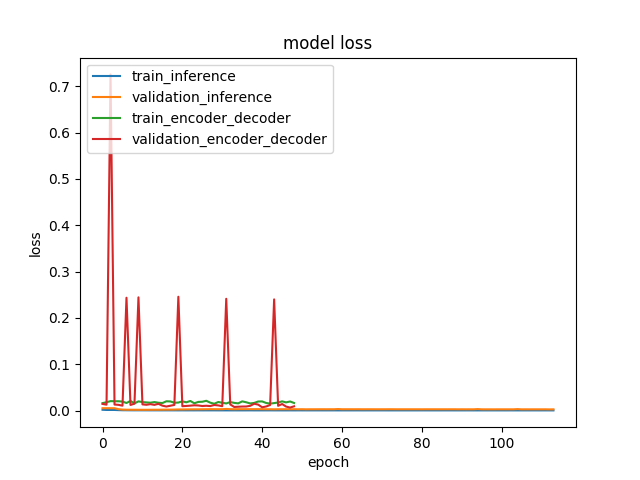 model loss
train_inference
validation_inference
train_encoder_decoder
validation_encoder_decoder
0.7
0.6
0.5
0.4
0.3
0.2
0.1
0.0
loss
0 20 40 60 80 100
epoch